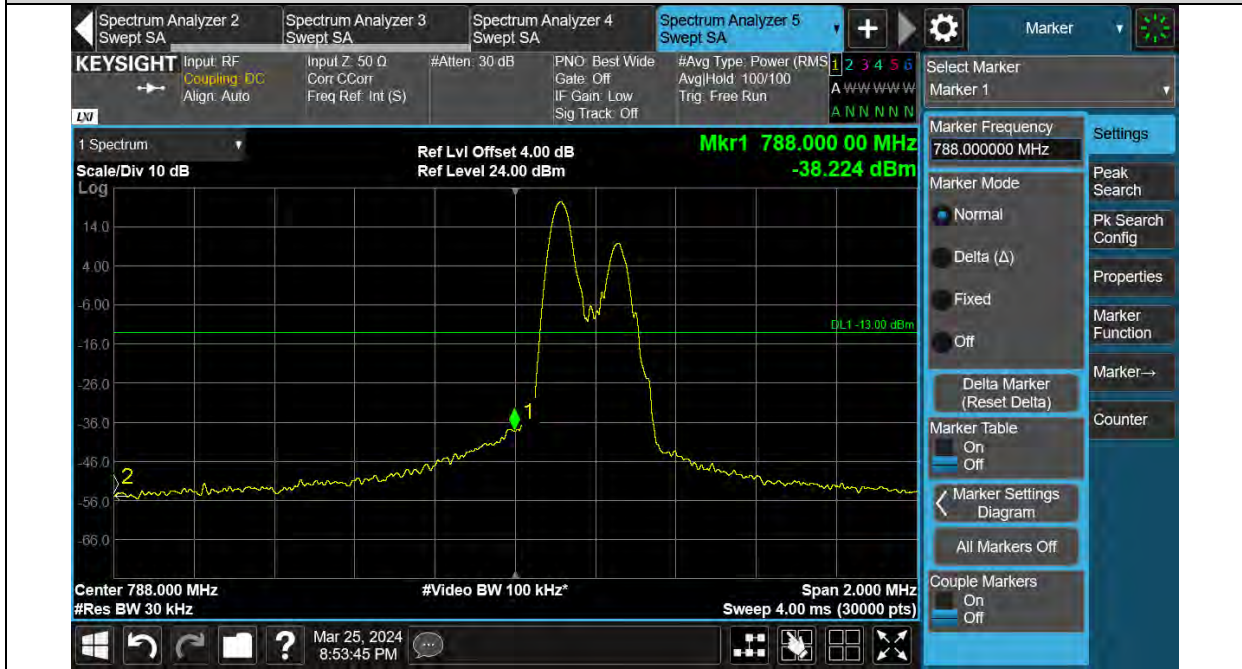 Spectrum Analyzer 2
Swept SA
Spectrum Analyzer 3
Swept SA
Spectrum Analyzer 4
Swept SA
Spectrum Analyzer 5
Swept SA
Marker
KEYSIGHT
Input: RF
Coupling: DC
Align: Auto
Input Z: 50 Ω
Corr CCorr
Freq Ref: Int (S)
#Atten: 30 dB
PNO: Best Wide
Gate: Off
IF Gain: Low
Sig Track: Off
#Avg Type: Power (RMS
Avg|Hold: 100/100
Trig: Free Run
1 2 3 4 5 6
A W W W W W
A N N N N N
LXI
Select Marker
Marker 1
1 Spectrum
Scale/Div 10 dB
Log
Ref Lvl Offset 4.00 dB
Ref Level 24.00 dBm
Mkr1 788.000 00 MHz
-38.224 dBm
14.0
4.00
-6.00
-16.0
-26.0
-36.0
-46.0
-56.0
-66.0
DL1 -13.00 dBm
1
2
Center 788.000 MHz
#Res BW 30 kHz
#Video BW 100 kHz*
Span 2.000 MHz
Sweep 4.00 ms (30000 pts)
Marker Frequency
788.000000 MHz
Marker Mode
Normal
Delta (Δ)
Fixed
Off
Delta Marker
(Reset Delta)
Marker Table
On
Off
Marker Settings
Diagram
All Markers Off
Couple Markers
On
Off
Settings
Peak
Search
Pk Search
Config
Properties
Marker
Function
Marker→
Counter
Mar 25, 2024
8:53:45 PM